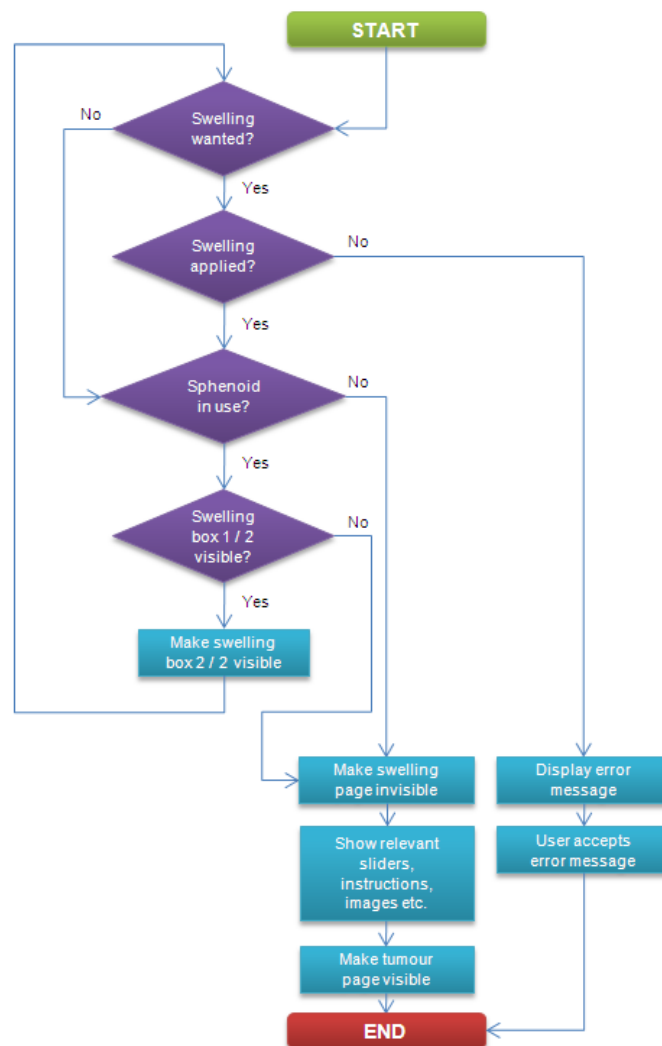 START
No
Swelling
wanted?
Yes
Swelling
applied?
No
Yes
Sphenoid
in use?
No
Yes
Swelling
box 1 / 2
visible?
No
Yes
Make swelling
box 2 / 2 visible
Make swelling
page invisible
Display error
message
Show relevant
sliders,
instructions,
images etc.
User accepts
error message
Make tumour
page visible
END